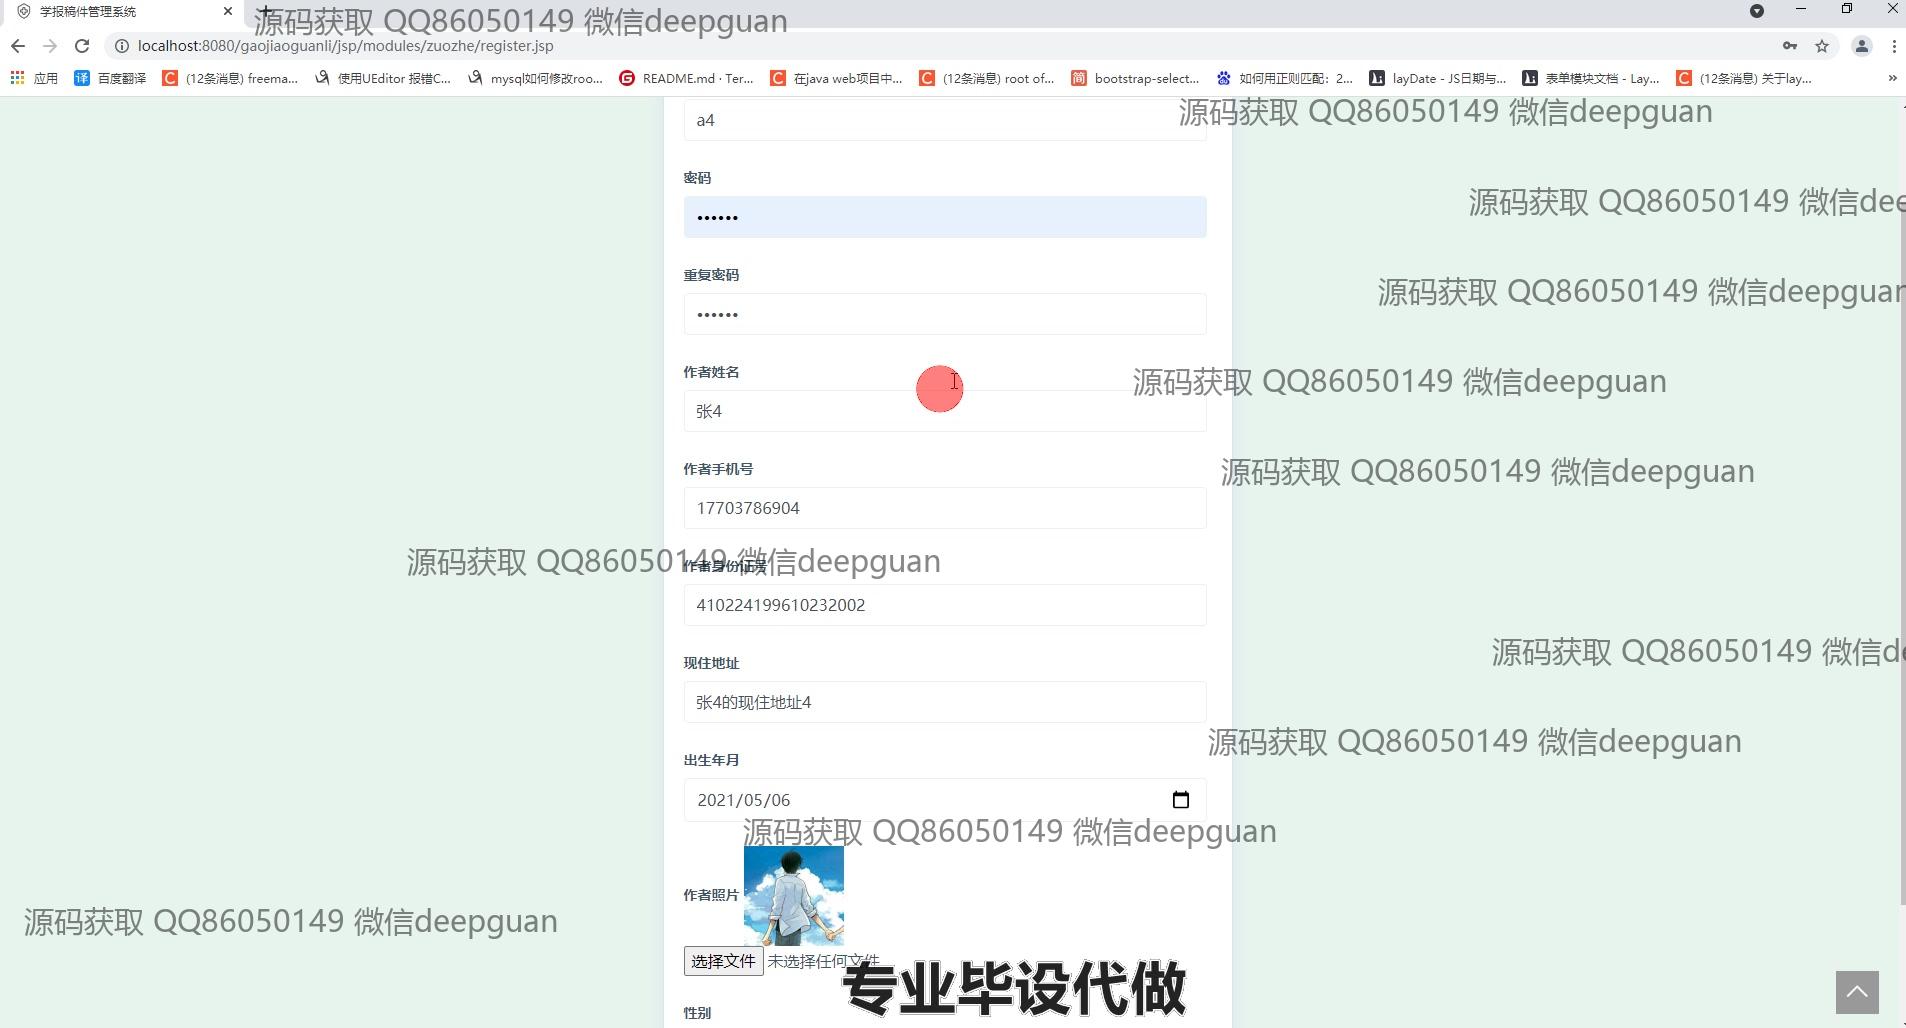 学报稿件管理系统
源码获取 QQ86050149 微信deepguan
localhost:8080/gaojiaoguanli/jsp/modules/zuozhe/register.jsp
应用 百度翻译 (12条消息) freema... 使用UEditor 报错C... mysql如何修改roo... README.md · Ter... 在java web项目中... (12条消息) root of... bootstrap-select... 如何用正则匹配：2... layDate - JS日期与... 表单模块文档 - Lay... (12条消息) 关于lay...
a4
源码获取 QQ86050149 微信deepguan
密码
••••••
源码获取 QQ86050149 微信dee
重复密码
••••••
源码获取 QQ86050149 微信deepguan
作者姓名
源码获取 QQ86050149 微信deepguan
张4
作者手机号
源码获取 QQ86050149 微信deepguan
17703786904
源码获取 QQ86050149 微信deepguan
作者身份证号
410224199610232002
现住地址
源码获取 QQ86050149 微信d
张4的现住地址4
源码获取 QQ86050149 微信deepguan
出生年月
2021/05/06
源码获取 QQ86050149 微信deepguan
作者照片
源码获取 QQ86050149 微信deepguan
选择文件 未选择任何文件
专业毕设代做
性别